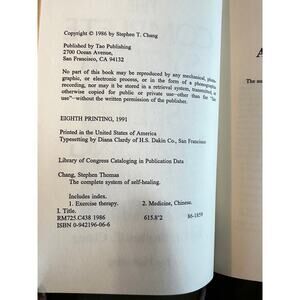 Copyright © 1986 by Stephen T. Chang
Published by Tao Publishing
2700 Ocean Avenue,
San Francisco, CA 94132
No part of this book may be reproduced by any mechanical, photo-
graphic, or electronic process, or in the form of a phonographic
recording, nor may it be stored in a retrieval system, transmitted, or
otherwise copied for public or private use—other than for "fair
use"—without the written permission of the publisher.
EIGHTH PRINTING, 1991
Printed in the United States of America
Typesetting by Diana Clardy of H.S. Dakin Co., San Francisco
Library of Congress Cataloging in Publication Data
Chang, Stephen Thomas
The complete system of self-healing.
Includes index.
1. Exercise therapy. 2. Medicine, Chinese.
I. Title.
RM725.C438 1986 615.8'2 86-1859
ISBN 0-942196-06-6
A
The au